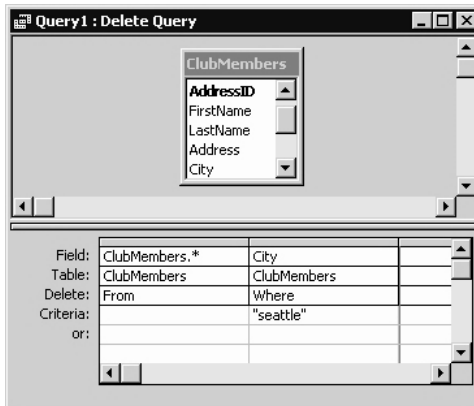 Query1 : Delete Query
ClubMembers
AddressID
FirstName
LastName
Address
City
Field: ClubMembers.* City
Table: ClubMembers ClubMembers
Delete: From Where
Criteria: "seattle"
or: